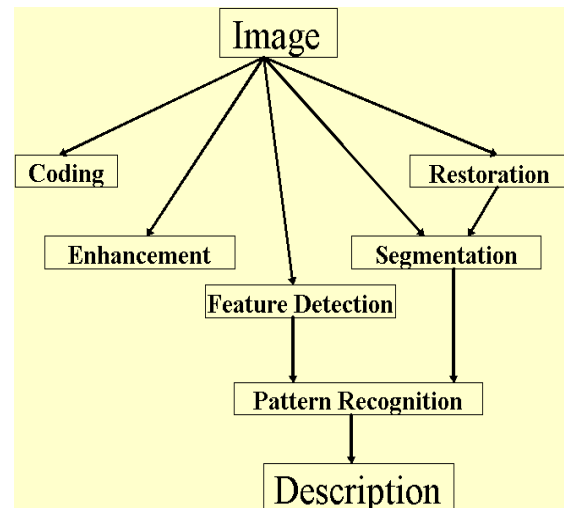 Image
Coding
Restoration
Enhancement
Segmentation
Feature Detection
Pattern Recognition
Description